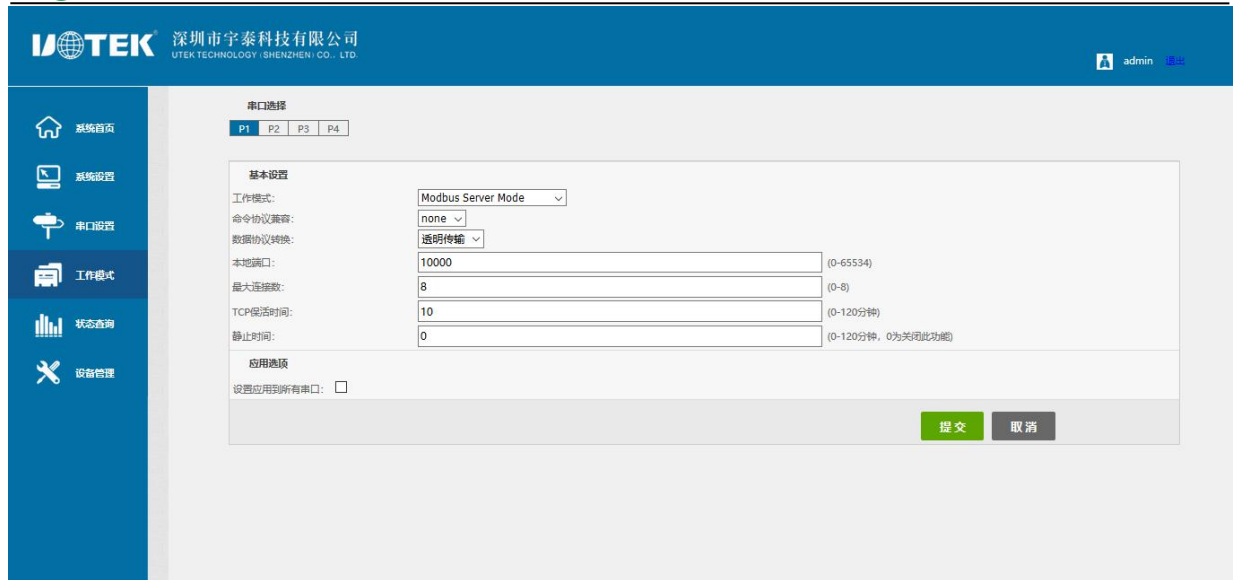 UTEK 深圳市宇泰科技有限公司
UTEK TECHNOLOGY (SHENZHEN) CO., LTD.
admin 退出
系统首页
系统设置
串口设置
工作模式
状态查询
设备管理
串口选择
P1 P2 P3 P4
基本设置
工作模式: Modbus Server Mode
命令协议兼容: none
数据协议转换: 透明传输
本地端口: 10000 (0-65534)
最大连接数: 8 (0-8)
TCP保活时间: 10 (0-120分钟)
静止时间: 0 (0-120分钟，0为关闭此功能)
应用选项
设置应用到所有串口:
提交 取消